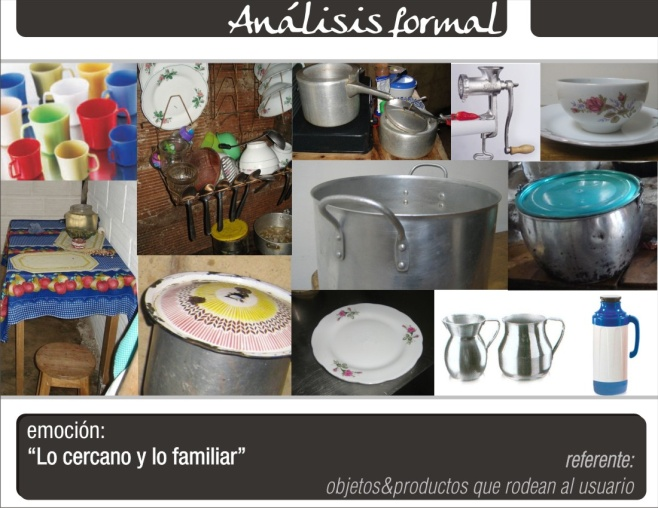 Análisis formal
emoción:
“Lo cercano y lo familiar”
referente:
objetos&productos que rodean al usuario